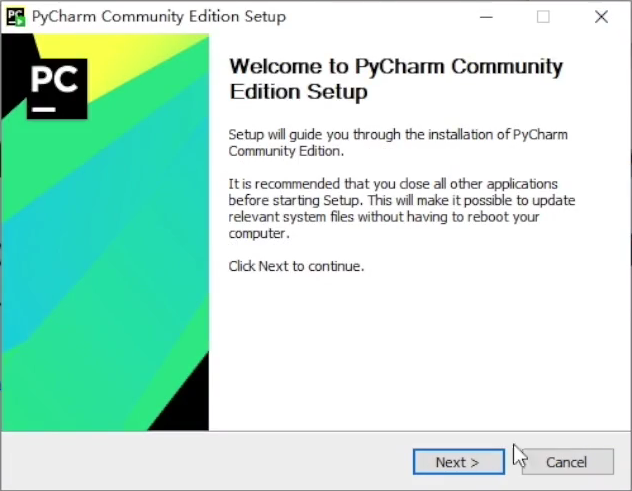 PyCharm Community Edition Setup
PC
Welcome to PyCharm Community
Edition Setup
Setup will guide you through the installation of PyCharm
Community Edition.
It is recommended that you close all other applications
before starting Setup. This will make it possible to update
relevant system files without having to reboot your
computer.
Click Next to continue.
Next >
Cancel